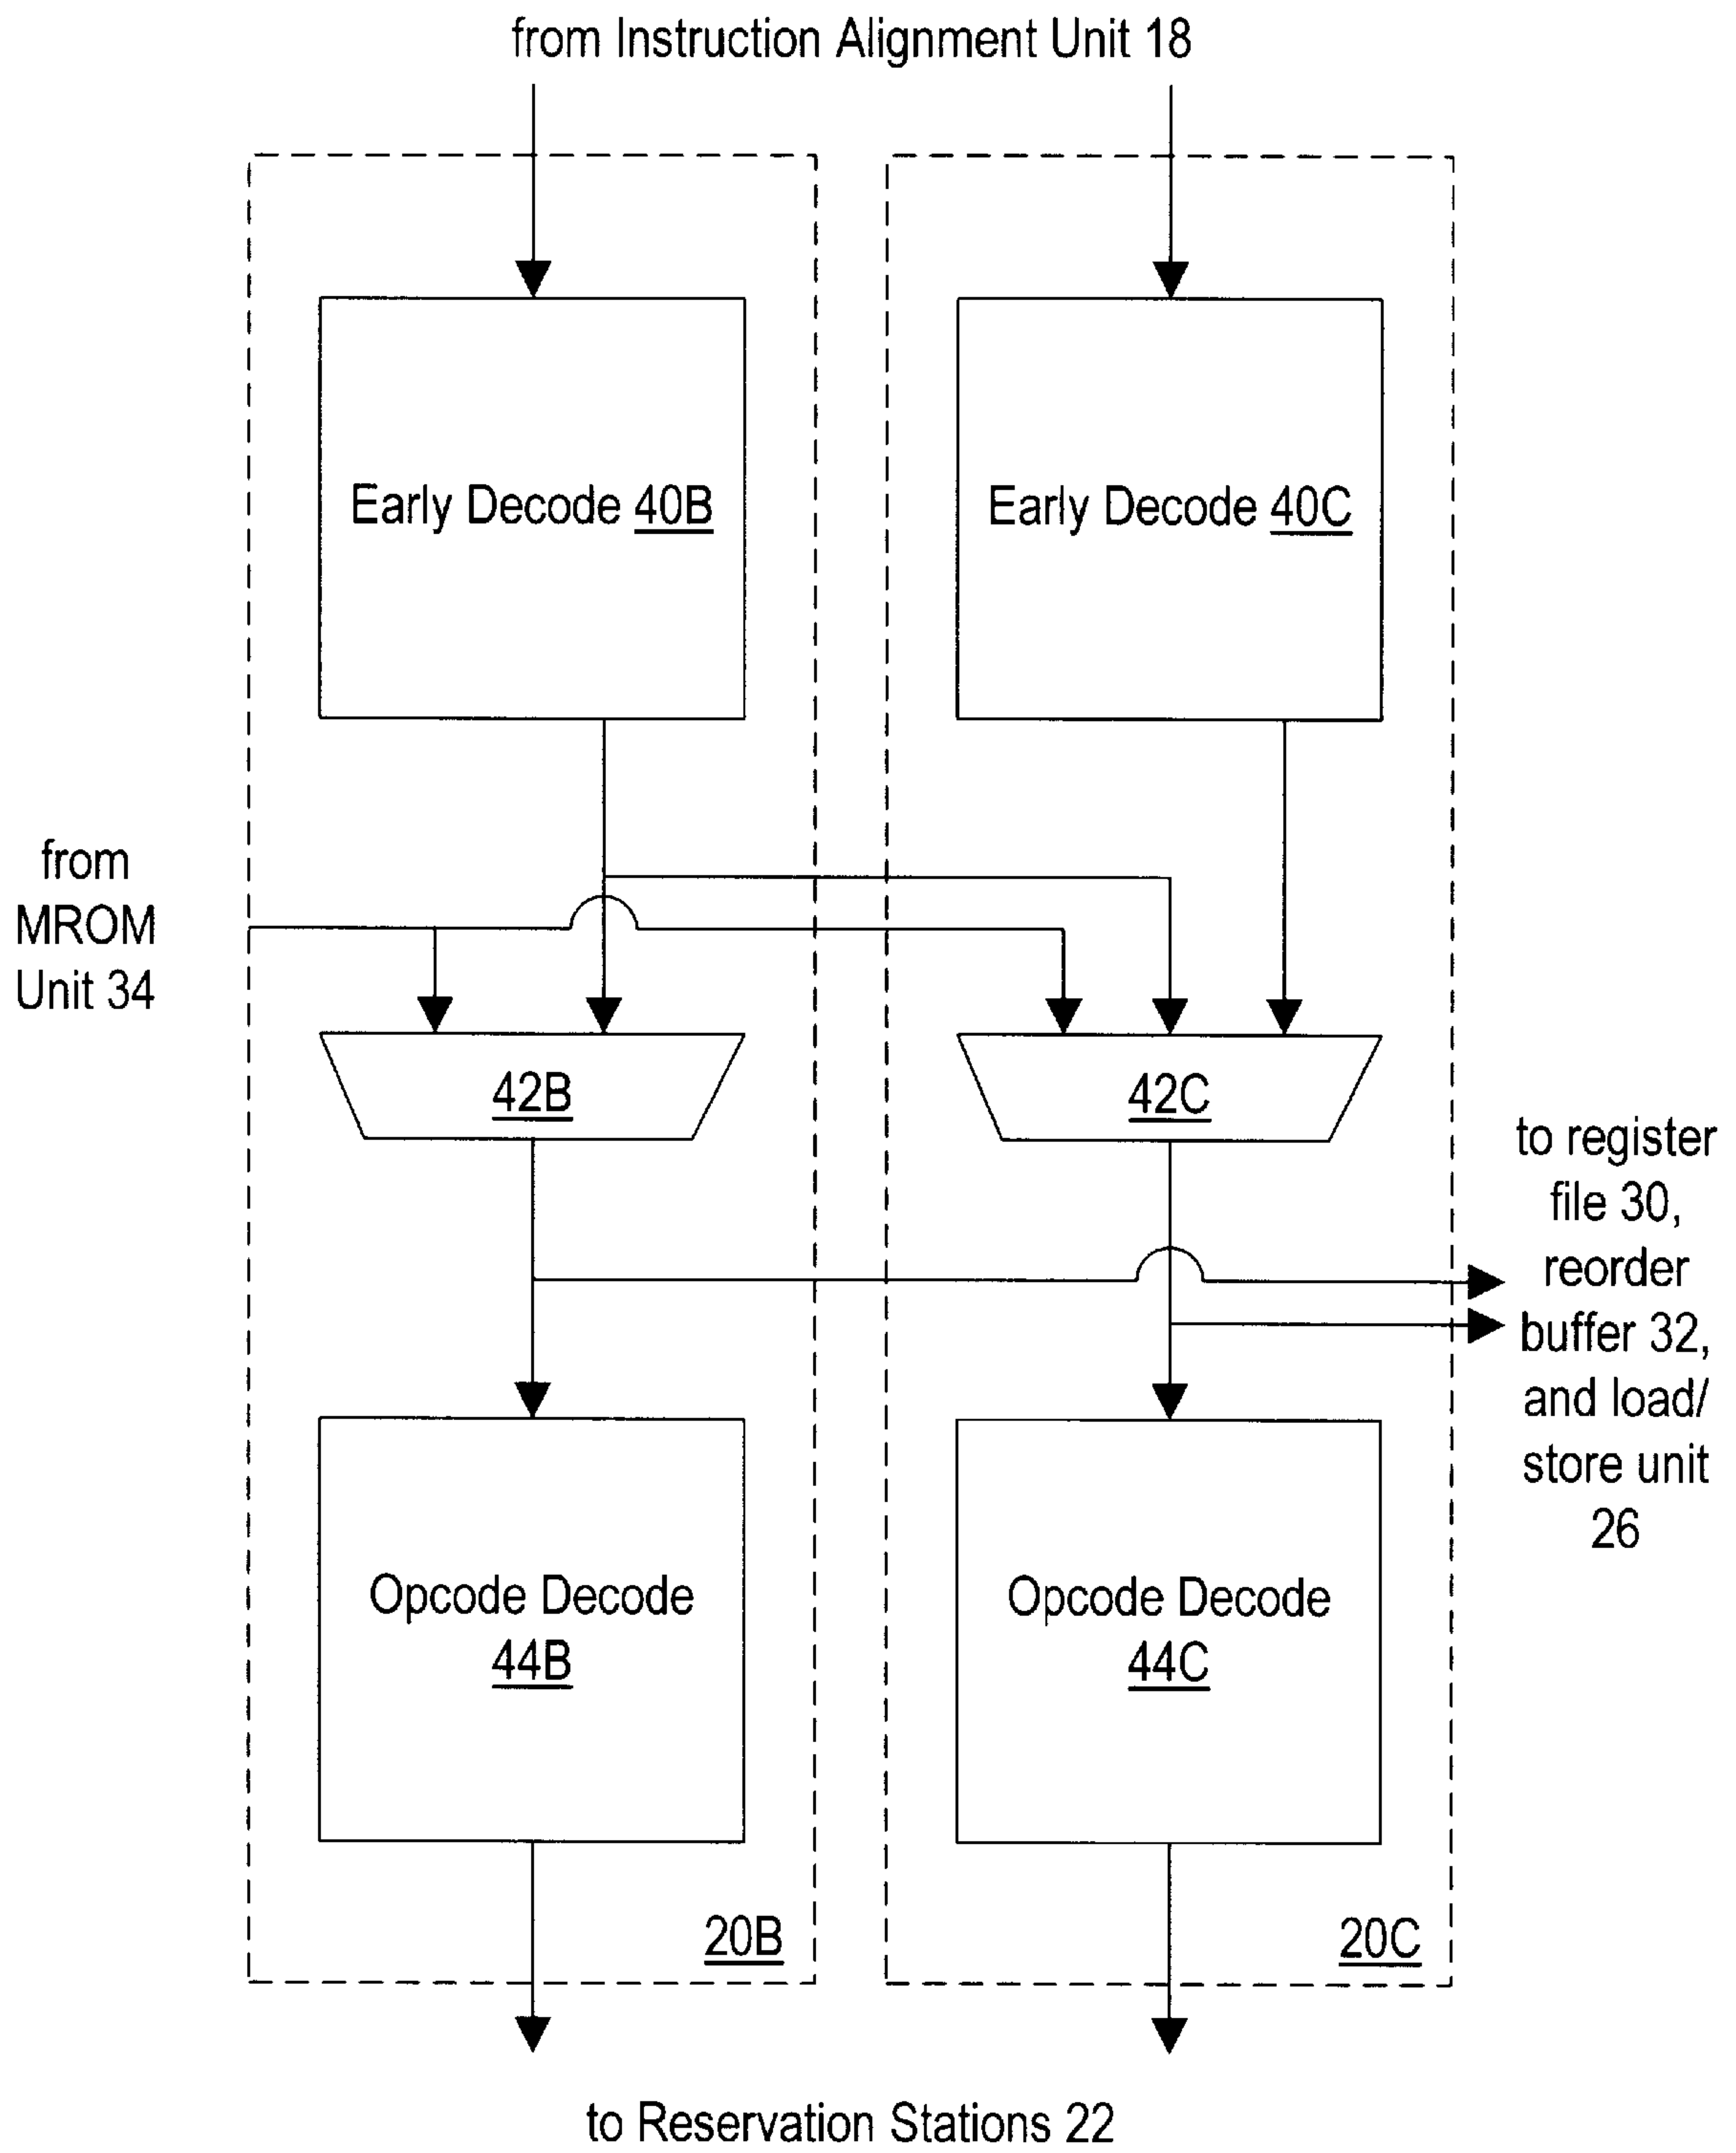 from Instruction Alignment Unit 18
Early Decode 40B
Early Decode 40C
from
MROM
Unit 34
42B
42C
to register
file 30,
reorder
buffer 32,
and load/
store unit
26
Opcode Decode
44B
Opcode Decode
44C
20B
20C
to Reservation Stations 22